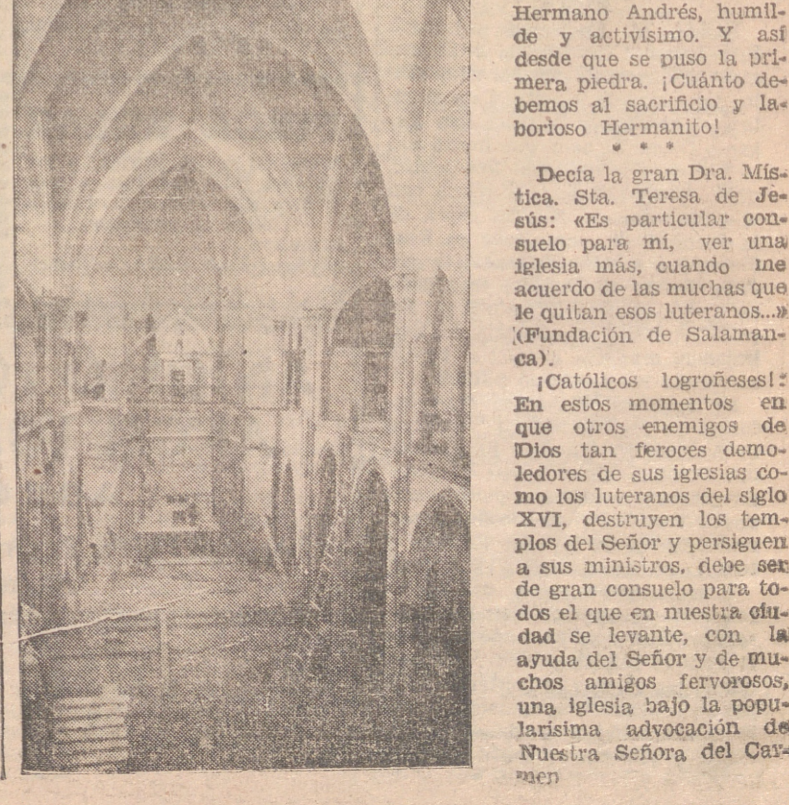 Hermano Andrés, humil-
de y activísimo. Y así
desde que se puso la pri-
mera piedra. ¡Cuánto de-
bemos al sacrificio y la-
borioso Hermanito!
* * *
Decía la gran Dra. Mís-
tica. Sta. Teresa de Je-
sús: «Es particular con-
suelo para mí, ver una
iglesia más, cuando me
acuerdo de las muchas que
le quitan esos luteranos...»
(Fundación de Salaman-
ca).
¡Católicos logroñeses!:
En estos momentos en
que otros enemigos de
Dios tan feroces demo-
ledores de sus iglesias co-
mo los luteranos del siglo
XVI, destruyen los tem-
plos del Señor y persiguen
a sus ministros, debe ser
de gran consuelo para to-
dos el que en nuestra ciu-
dad se levante, con la
ayuda del Señor y de mu-
chos amigos fervorosos,
una iglesia bajo la popu-
larísima advocación de
Nuestra Señora del Car-
men